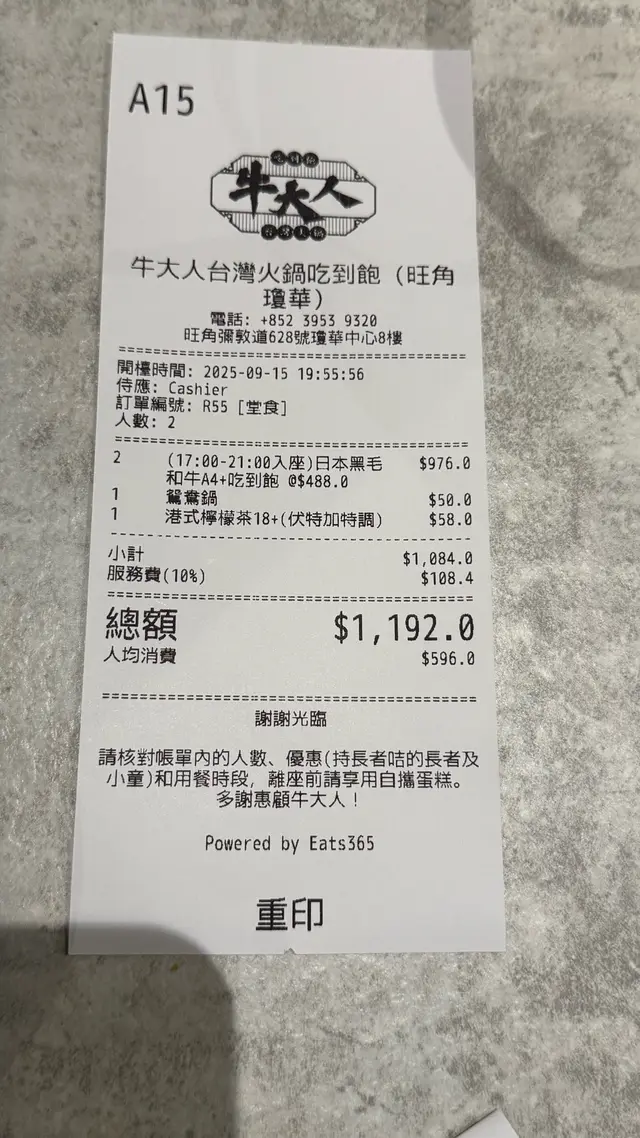 A15
吃到飽
牛大人
台灣火鍋
牛大人台灣火鍋吃到飽 (旺角
瓊華)
電話: +852 3953 9320
旺角彌敦道628號瓊華中心8樓
開檯時間: 2025-09-15 19:55:56
侍應: Cashier
訂單編號: R55 [堂食]
人數: 2
2 (17:00-21:00入座)日本黑毛 $976.0
和牛A4+吃到飽 @$488.0
1 鴛鴦鍋 $50.0
1 港式檸檬茶18+(伏特加特調) $58.0
小計 $1,084.0
服務費(10%) $108.4
總額 $1,192.0
人均消費 $596.0
謝謝光臨
請核對帳單內的人數、優惠(持長者咭的長者及
小童)和用餐時段, 離座前請享用自攜蛋糕。
多謝惠顧牛大人!
Powered by Eats365
重印